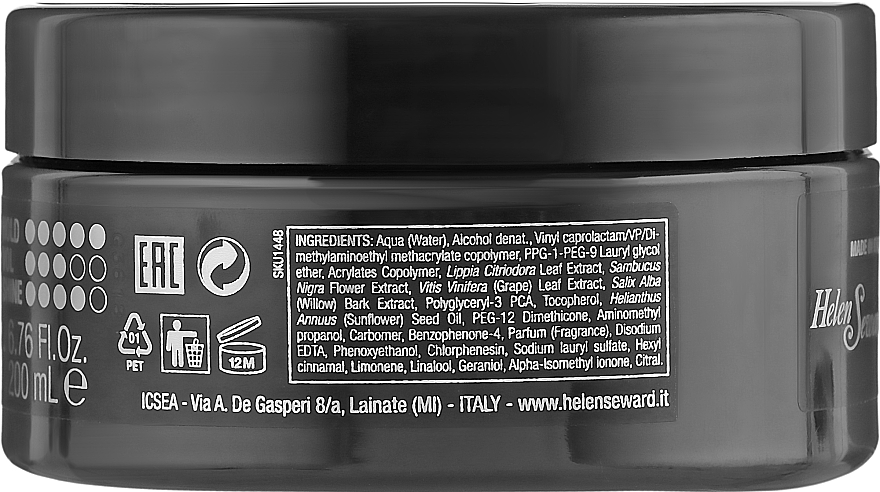 EAC
SKU1448
INGREDIENTS: Aqua (Water), Alcohol denat., Vinyl caprolactam/VP/Di-
methylaminoethyl methacrylate copolymer, PPG-1-PEG-9 Lauryl glycol
ether, Acrylates Copolymer, Lippia Citriodora Leaf Extract, Sambucus
Nigra Flower Extract, Vitis Vinifera (Grape) Leaf Extract, Salix Alba
(Willow) Bark Extract, Polyglyceryl-3 PCA, Tocopherol, Helianthus
Annuus (Sunflower) Seed Oil, PEG-12 Dimethicone, Aminomethyl
propanol, Carbomer, Benzophenone-4, Parfum (Fragrance), Disodium
EDTA, Phenoxyethanol, Chlorphenesin, Sodium lauryl sulfate, Hexyl
cinnamal, Limonene, Linalool, Geraniol, Alpha-Isomethyl ionone, Citral.
6.76 Fl.Oz.
200 mL e
01
PET
12M
ICSEA - Via A. De Gasperi 8/a, Lainate (MI) - ITALY - www.helenseward.it
MADE
Helen